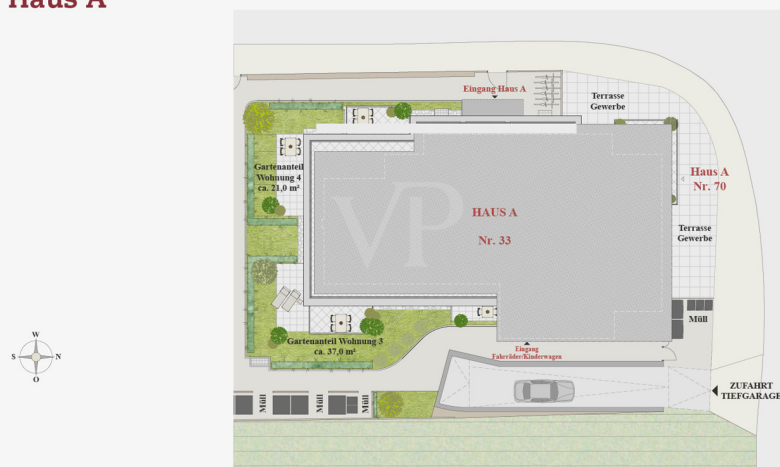 Haus A
Eingang Haus A
Terrasse
Gewerbe
Gartenanteil
Wohnung 4
ca. 21,0 m²
Haus A
Nr. 70
HAUS A
Nr. 33
VP
Terrasse
Gewerbe
Müll
Gartenanteil Wohnung 3
ca. 37,0 m²
Eingang
Fahrräder/Kinderwagen
W
S
N
O
ZUFAHRT
TIEFGARAGE
Müll
Müll
Müll